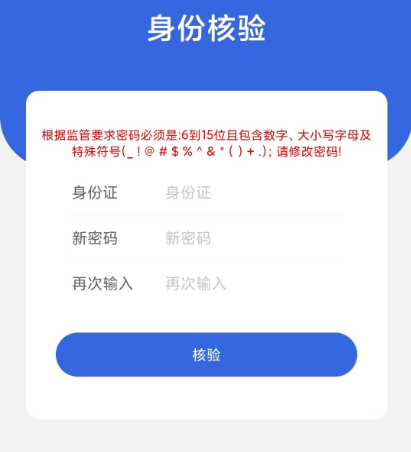 身份核验
根据监管要求密码必须是:6到15位且包含数字、大小写字母及
特殊符号(_ ! @ # $ % ^ & * ( ) + .); 请修改密码!
身份证 身份证
新密码 新密码
再次输入 再次输入
核验